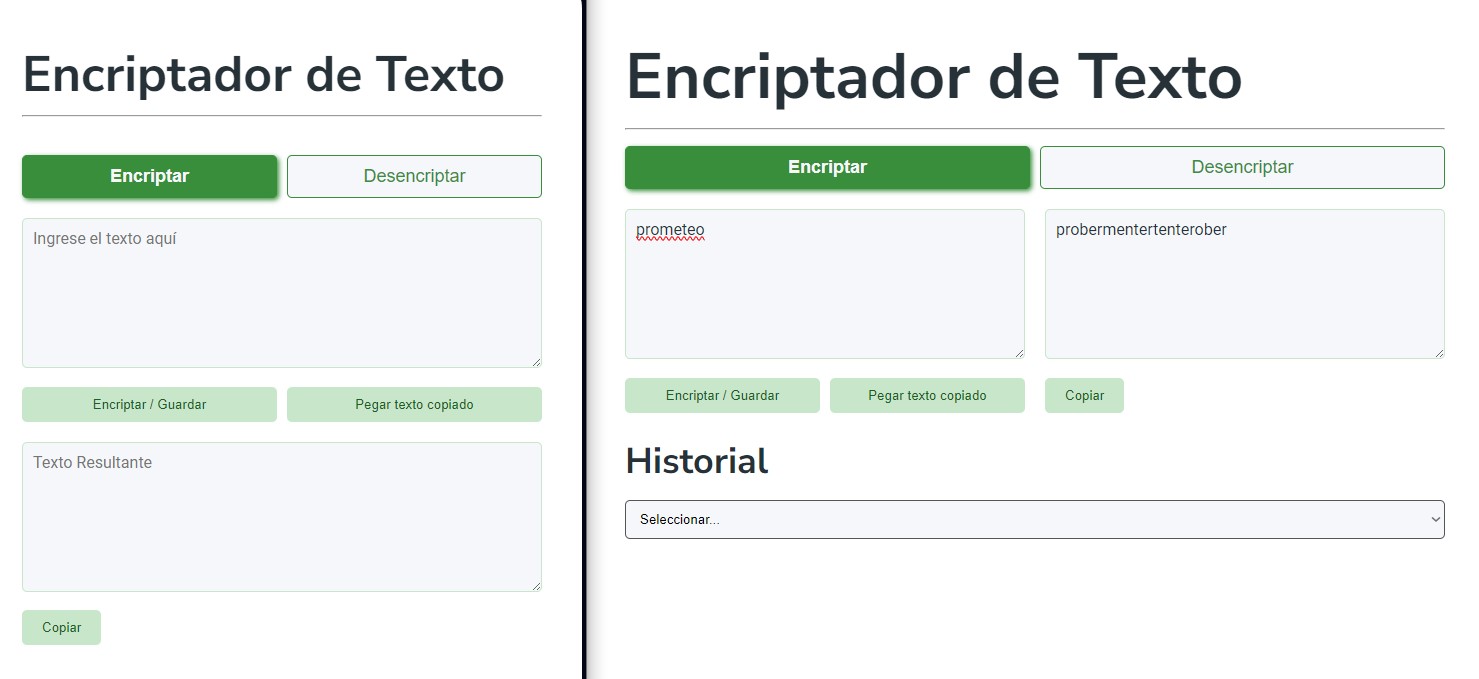 Encriptador de Texto
Encriptar
Desencriptar
Ingrese el texto aquí
Encriptar / Guardar
Pegar texto copiado
Texto Resultante
Copiar
Encriptador de Texto
Encriptar
Desencriptar
prometeo
probermentertenterober
Encriptar / Guardar
Pegar texto copiado
Copiar
Historial
Seleccionar...